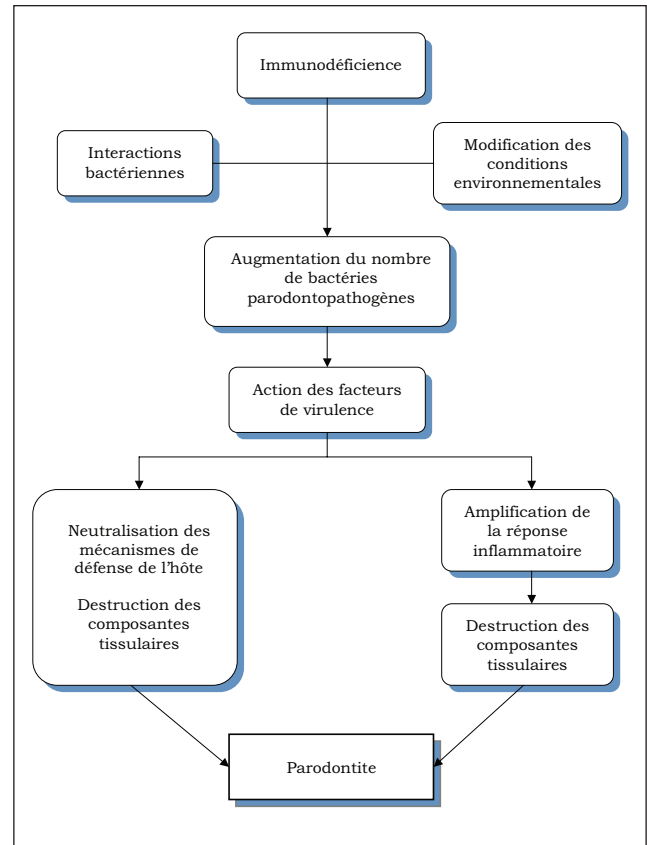 Immunodéficience
Interactions
bactériennes
Modification des
conditions
environnementales
Augmentation du nombre
de bactéries
parodontopathogènes
Action des facteurs
de virulence
Neutralisation des
mécanismes de
défense de l'hôte
Destruction des
composantes
tissulaires
Amplification de
la réponse
inflammatoire
Destruction des
composantes
tissulaires
Parodontite